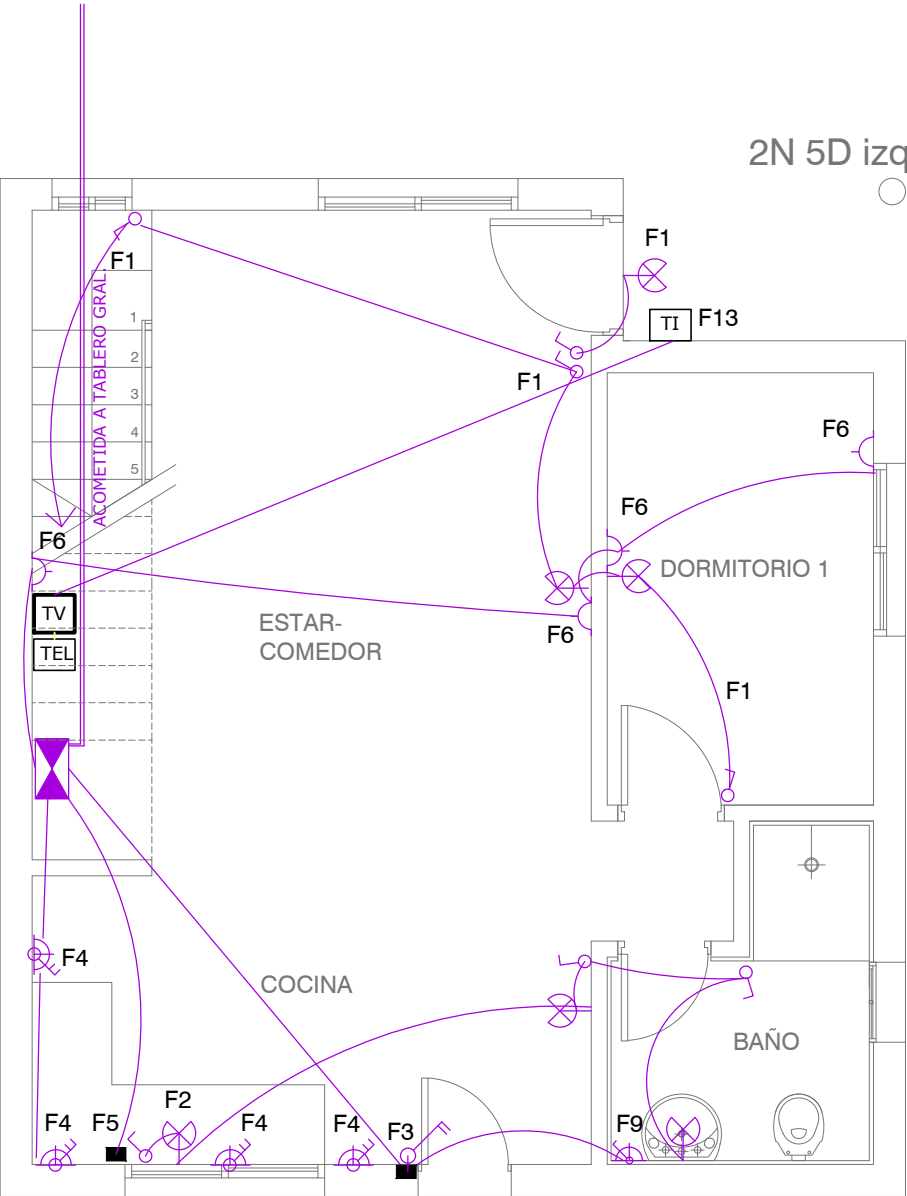 2N 5D izq
F1
F1
TI
F13
ACOMETIDA A TABLERO GRAL.
1
2
3
4
5
F1
F6
F6
F6
DORMITORIO 1
TV
TEL
ESTAR-
COMEDOR
F6
F1
F4
COCINA
BAÑO
F4
F5
F2
F4
F4
F3
F9